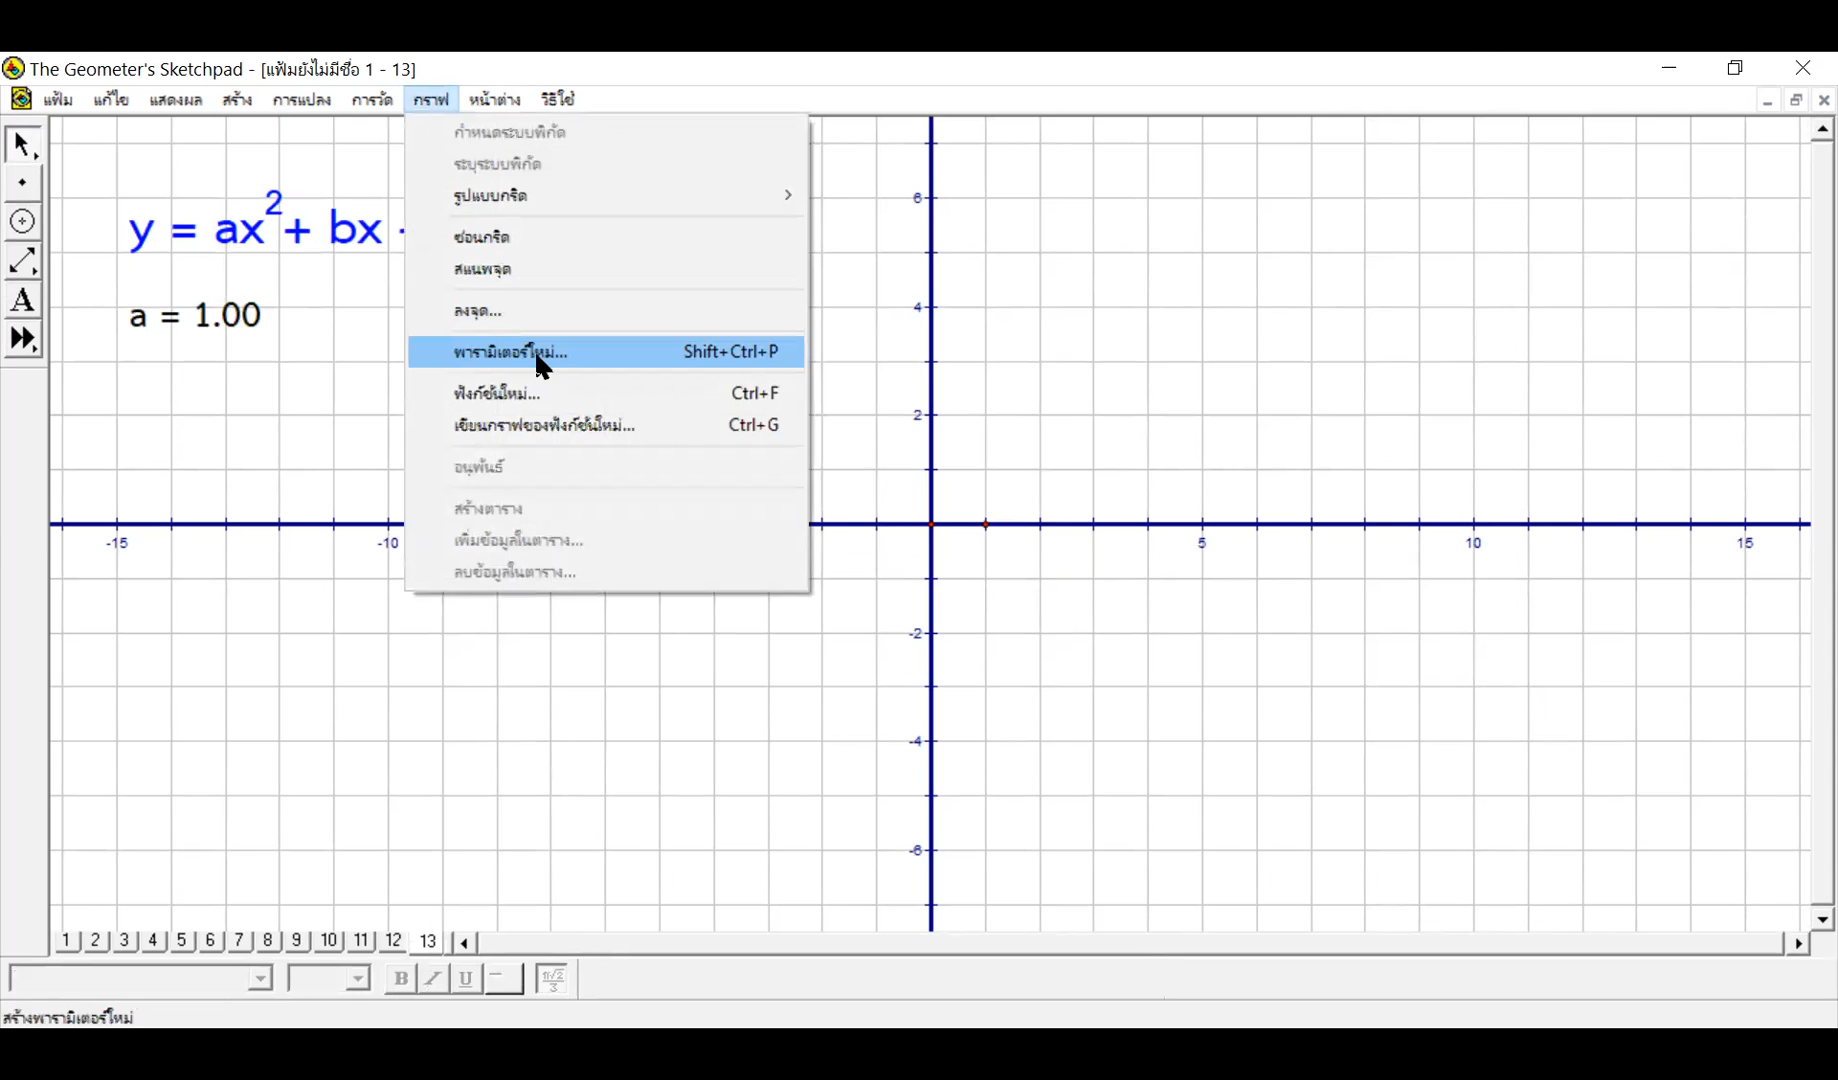 The Geometer's Sketchpad - [แฟ้มยังไม่มีชื่อ 1 - 13]
แฟ้ม แก้ไข แสดงผล สร้าง การแปลง การวัด กราฟ หน้าต่าง วิธีใช้
กำหนดระบบพิกัด
ระบุระบบพิกัด
รูปแบบกริด
ซ่อนกริด
สแนพจุด
ลงจุด...
พารามิเตอร์ใหม่... Shift+Ctrl+P
ฟังก์ชันใหม่... Ctrl+F
เขียนกราฟของฟังก์ชันใหม่... Ctrl+G
อนุพันธ์
สร้างตาราง
เพิ่มข้อมูลในตาราง...
ลบข้อมูลในตาราง...
y = ax² + bx
a = 1.00
6
4
2
-15 -10 5 10 15
-2
-4
-6
1 2 3 4 5 6 7 8 9 10 11 12 13
B I U
สร้างพารามิเตอร์ใหม่